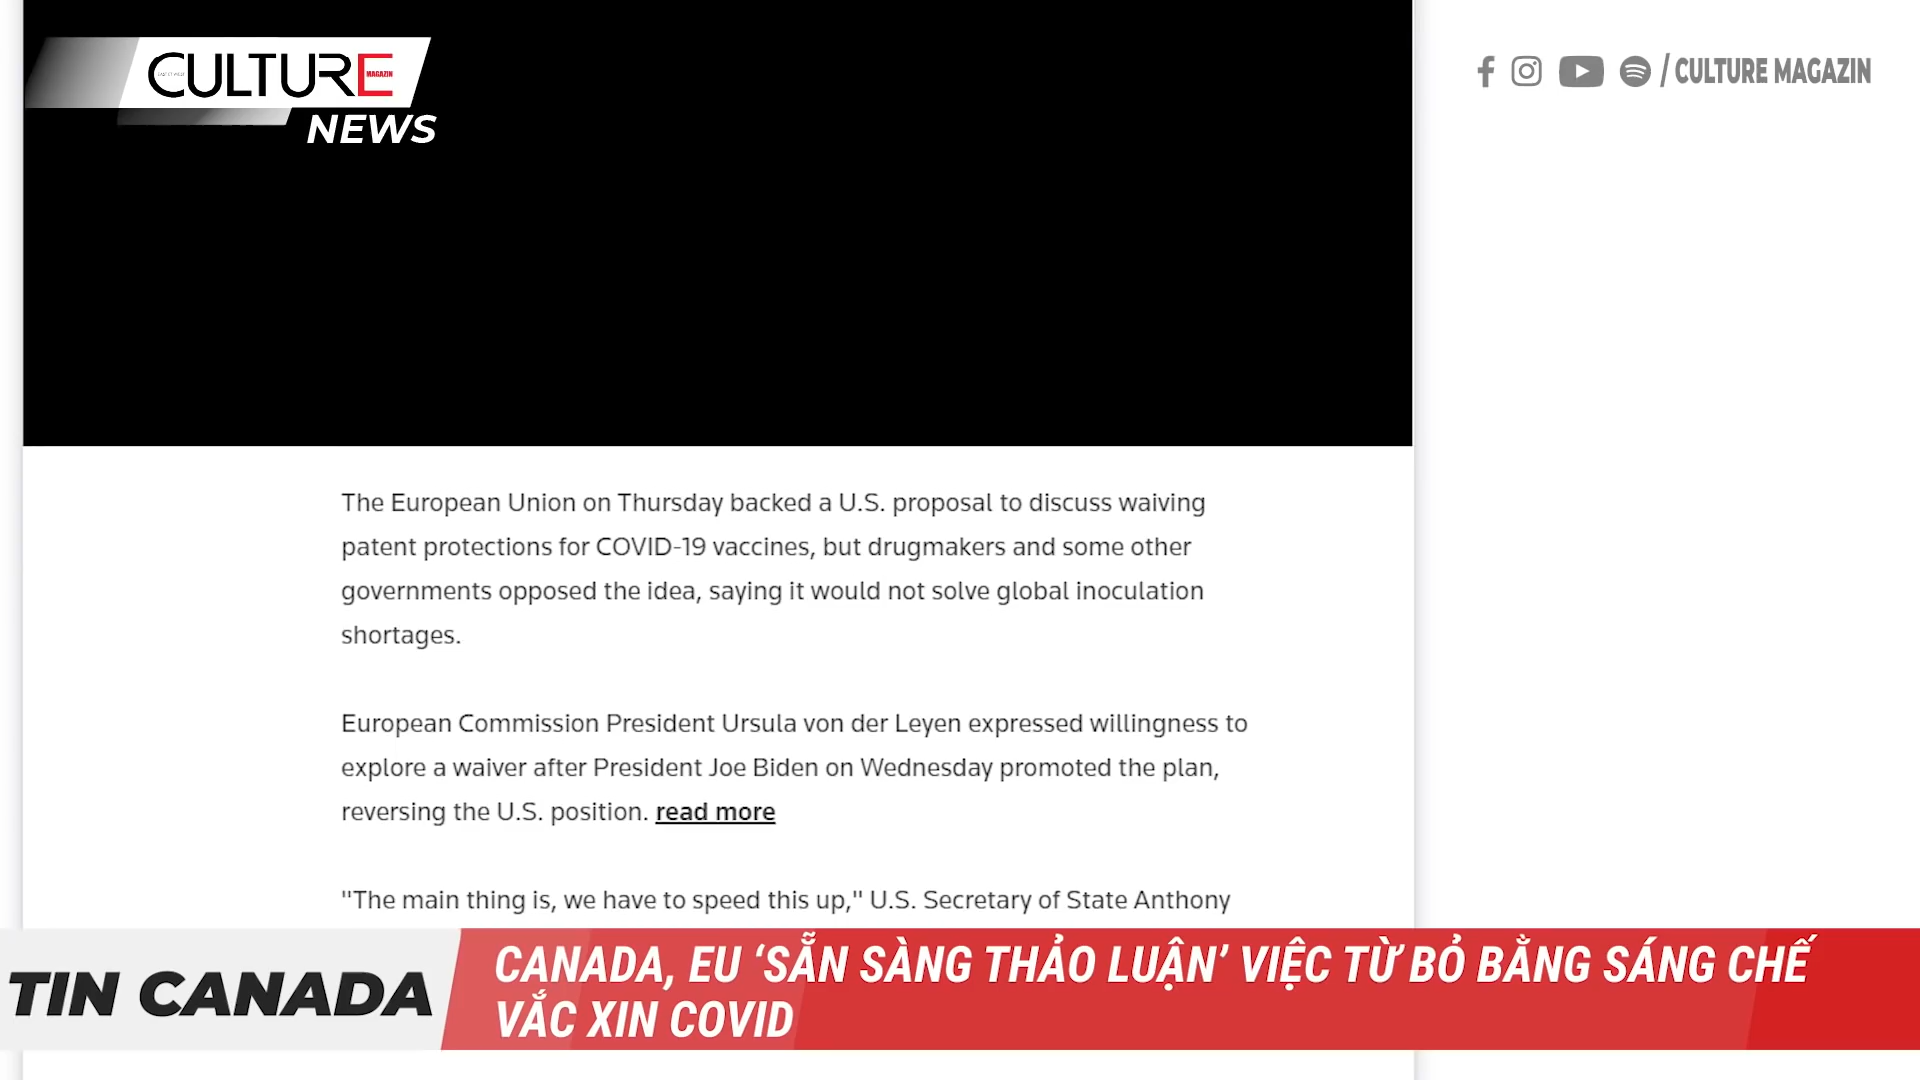 CULTURE
MAGAZIN
NEWS
/ CULTURE MAGAZIN
The European Union on Thursday backed a U.S. proposal to discuss waiving
patent protections for COVID-19 vaccines, but drugmakers and some other
governments opposed the idea, saying it would not solve global inoculation
shortages.
European Commission President Ursula von der Leyen expressed willingness to
explore a waiver after President Joe Biden on Wednesday promoted the plan,
reversing the U.S. position. read more
"The main thing is, we have to speed this up," U.S. Secretary of State Anthony
TIN CANADA
CANADA, EU ‘SẴN SÀNG THẢO LUẬN’ VIỆC TỪ BỎ BẰNG SÁNG CHẾ
VẮC XIN COVID